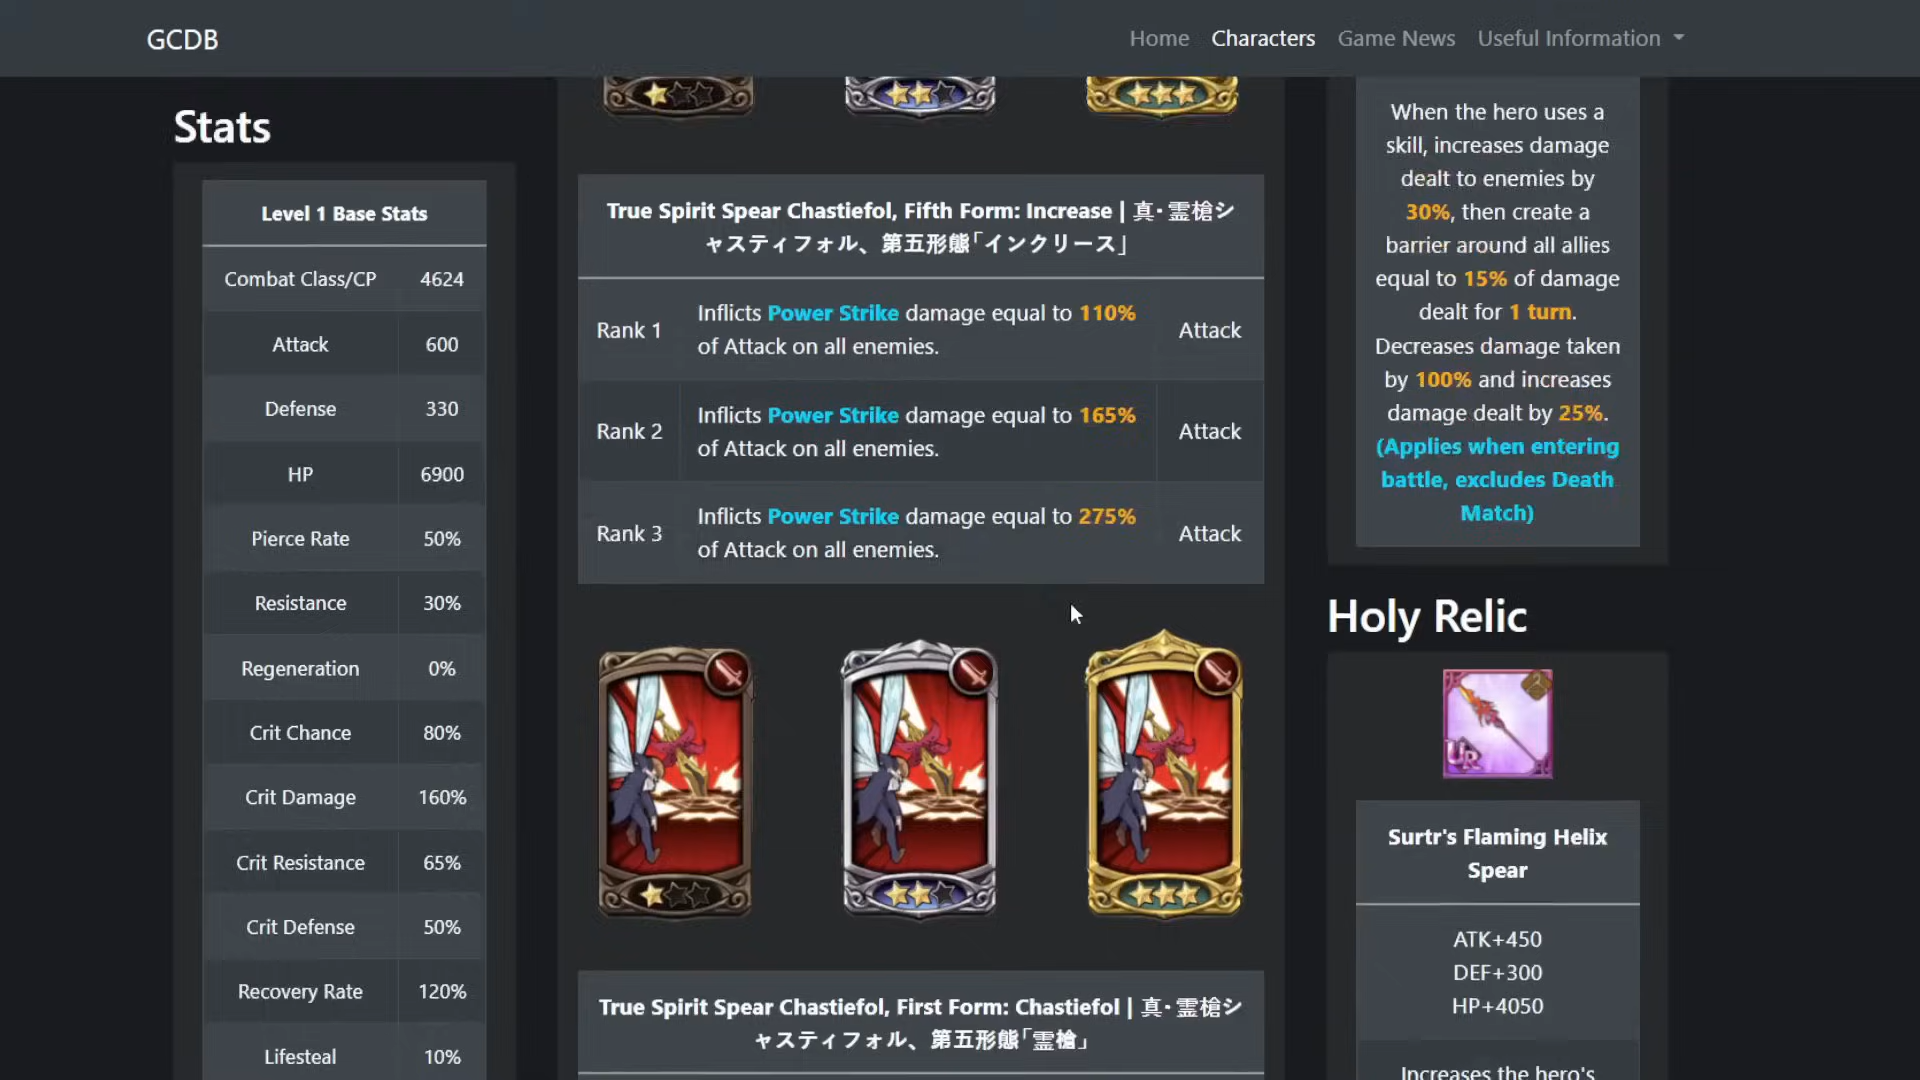 GCDB
Home Characters Game News Useful Information
Stats
Level 1 Base Stats
Combat Class/CP 4624
Attack 600
Defense 330
HP 6900
Pierce Rate 50%
Resistance 30%
Regeneration 0%
Crit Chance 80%
Crit Damage 160%
Crit Resistance 65%
Crit Defense 50%
Recovery Rate 120%
Lifesteal 10%
True Spirit Spear Chastiefol, Fifth Form: Increase | 真・霊槍シ
ャスティフォル、第五形態「インクリース」
Rank 1
Inflicts Power Strike damage equal to 110%
of Attack on all enemies.
Attack
Rank 2
Inflicts Power Strike damage equal to 165%
of Attack on all enemies.
Attack
Rank 3
Inflicts Power Strike damage equal to 275%
of Attack on all enemies.
Attack
True Spirit Spear Chastiefol, First Form: Chastiefol | 真・霊槍シ
ャスティフォル、第五形態「霊槍」
When the hero uses a
skill, increases damage
dealt to enemies by
30%, then create a
barrier around all allies
equal to 15% of damage
dealt for 1 turn.
Decreases damage taken
by 100% and increases
damage dealt by 25%.
(Applies when entering
battle, excludes Death
Match)
Holy Relic
UR
Surtr's Flaming Helix
Spear
ATK+450
DEF+300
HP+4050
Increases the hero's